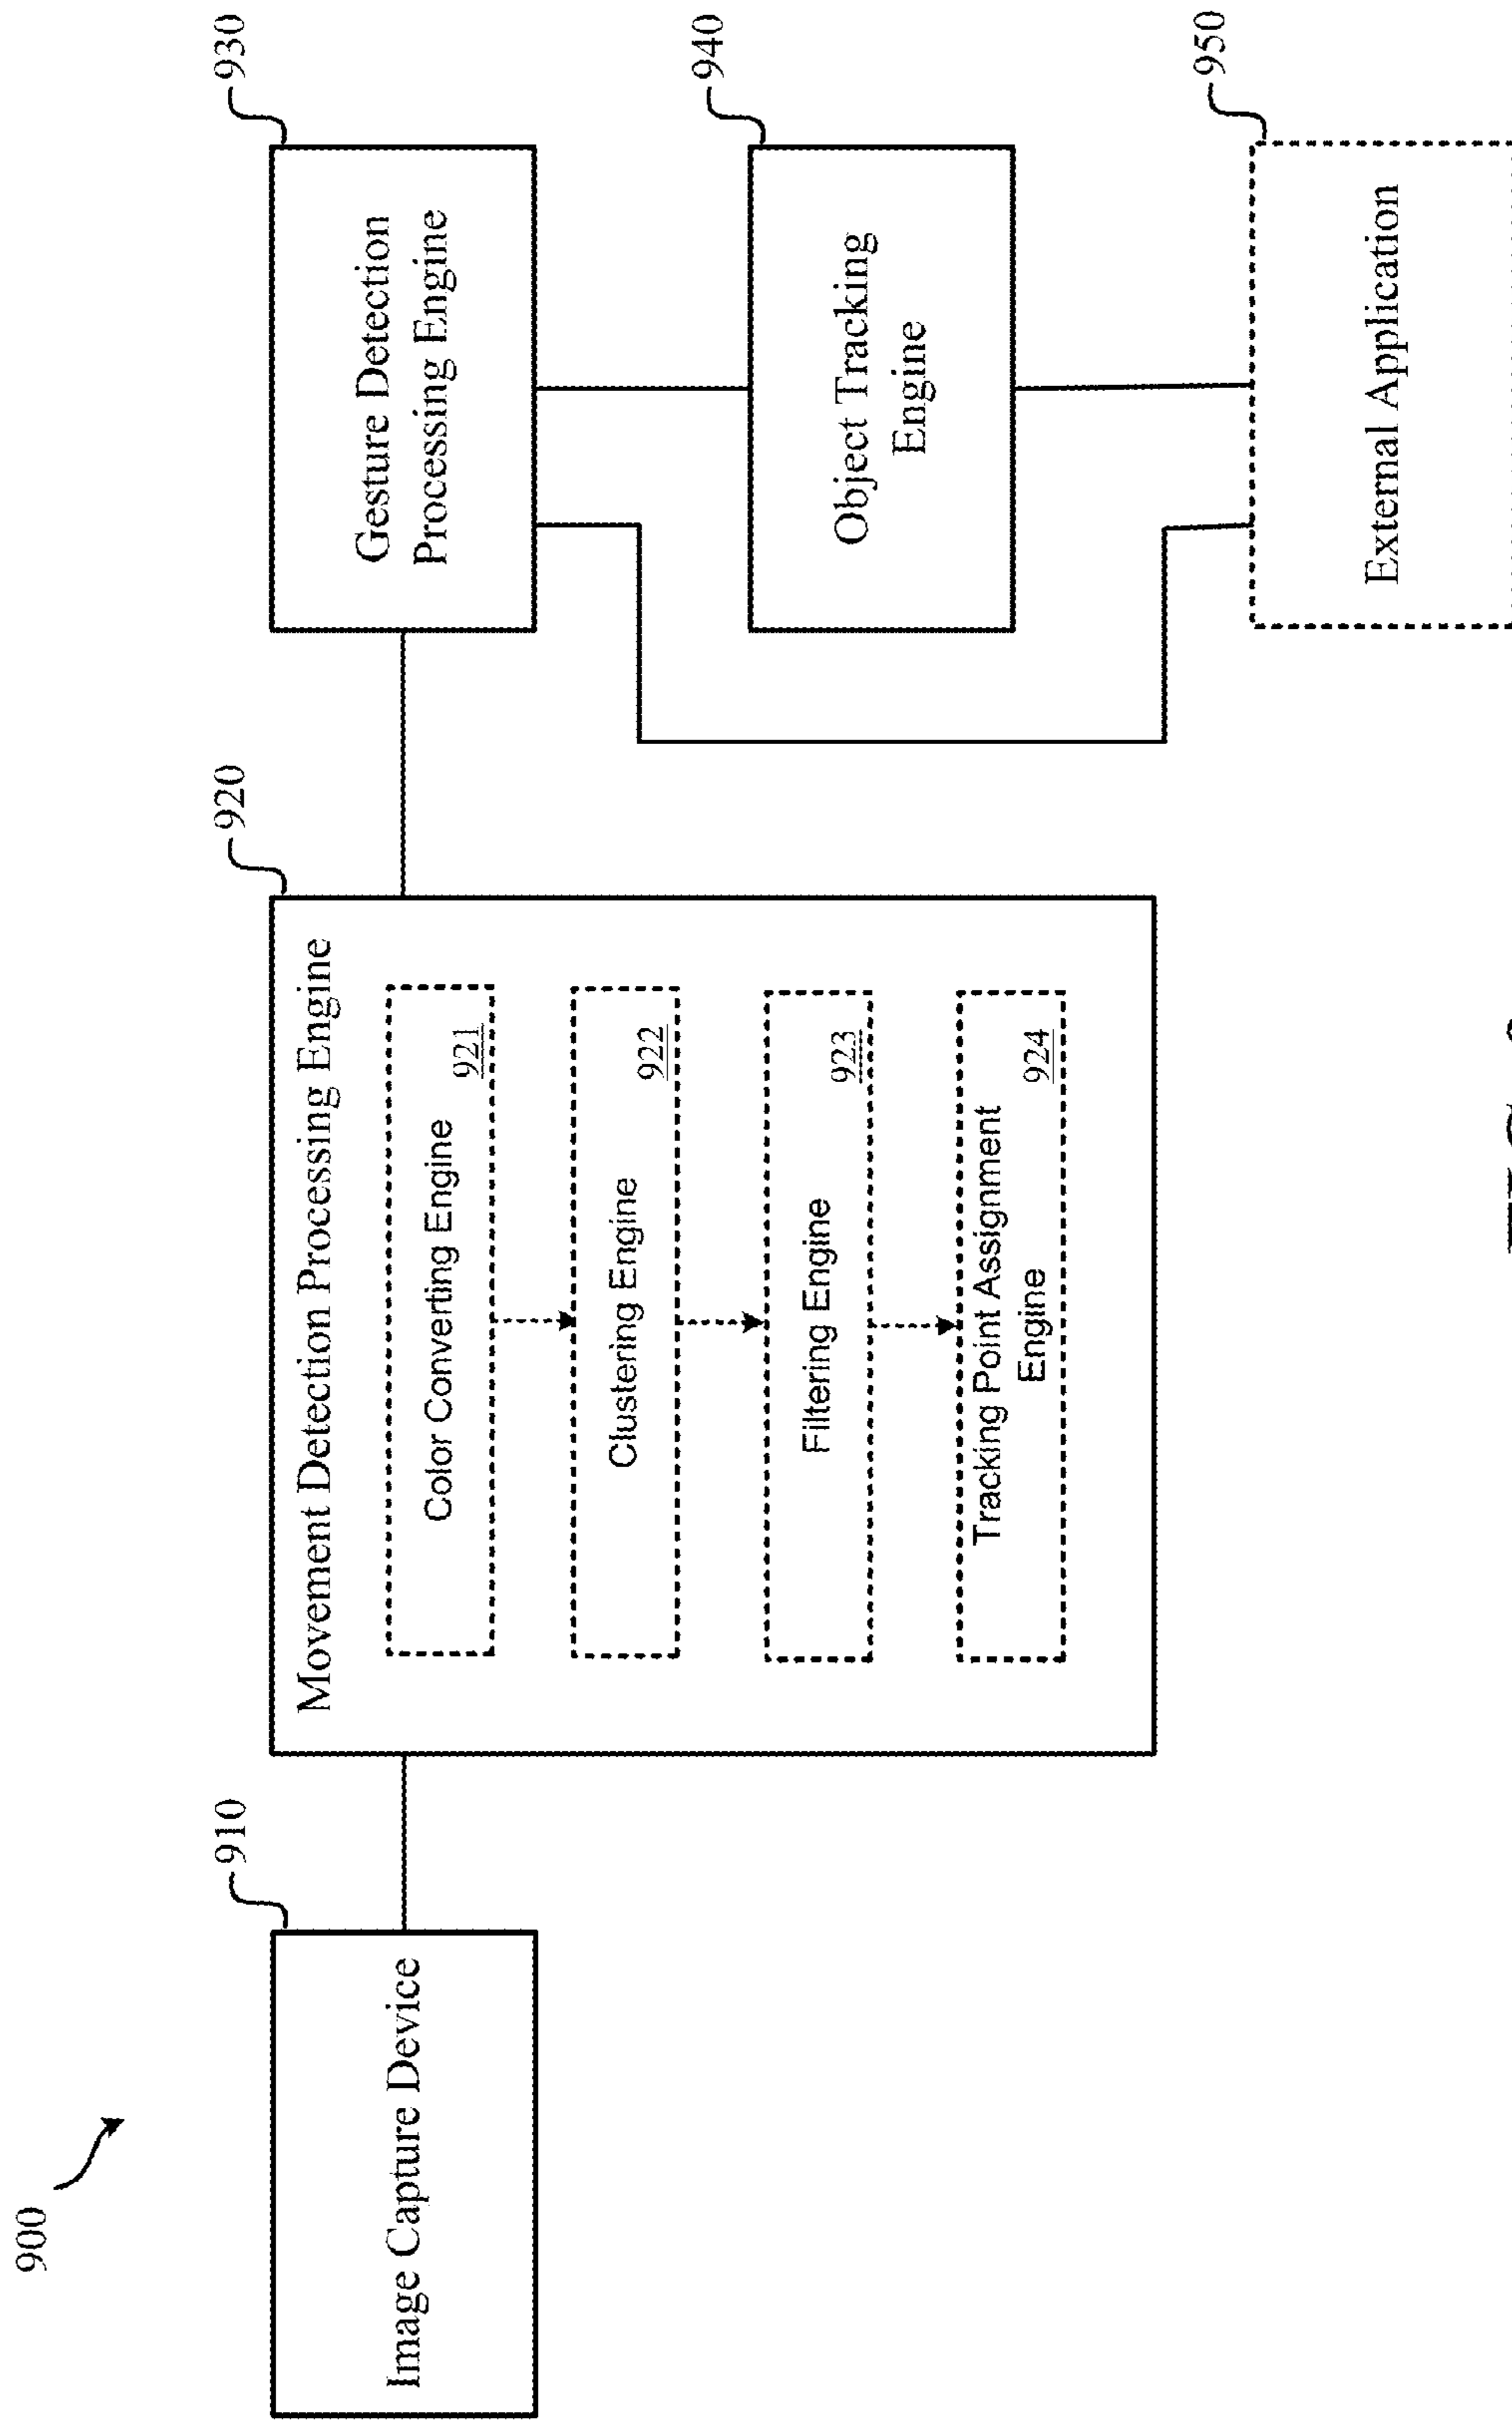 900
910
Image Capture Device
920
Movement Detection Processing Engine
Color Converting Engine
921
Clustering Engine
922
Filtering Engine
923
Tracking Point Assignment
Engine
924
930
Gesture Detection
Processing Engine
940
Object Tracking
Engine
950
External Application